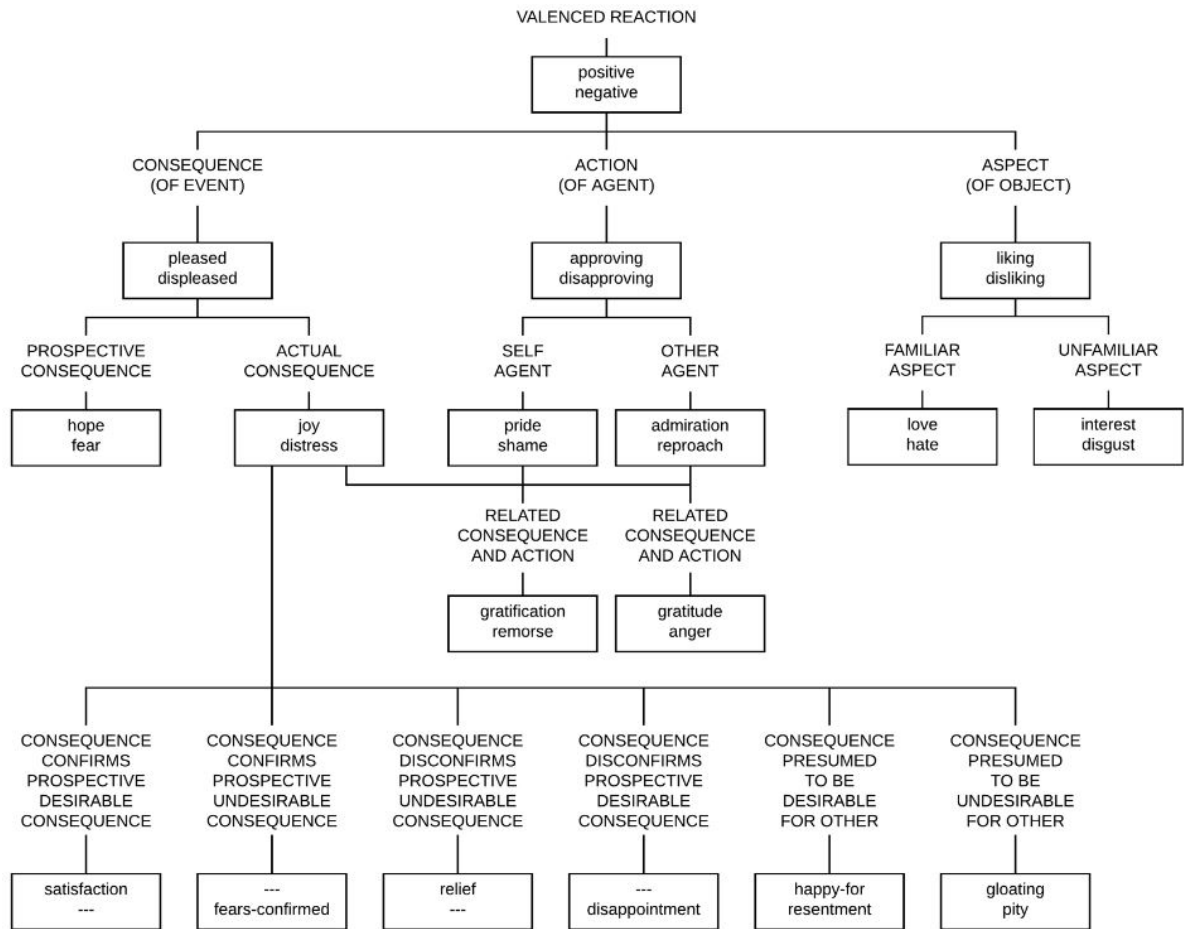 VALENCED REACTION
positive
negative
CONSEQUENCE
(OF EVENT)
ACTION
(OF AGENT)
ASPECT
(OF OBJECT)
pleased
displeased
approving
disapproving
liking
disliking
PROSPECTIVE
CONSEQUENCE
ACTUAL
CONSEQUENCE
SELF
AGENT
OTHER
AGENT
FAMILIAR
ASPECT
UNFAMILIAR
ASPECT
hope
fear
joy
distress
pride
shame
admiration
reproach
love
hate
interest
disgust
RELATED
CONSEQUENCE
AND ACTION
RELATED
CONSEQUENCE
AND ACTION
gratification
remorse
gratitude
anger
CONSEQUENCE
CONFIRMS
PROSPECTIVE
DESIRABLE
CONSEQUENCE
CONSEQUENCE
CONFIRMS
PROSPECTIVE
UNDESIRABLE
CONSEQUENCE
CONSEQUENCE
DISCONFIRMS
PROSPECTIVE
UNDESIRABLE
CONSEQUENCE
CONSEQUENCE
DISCONFIRMS
PROSPECTIVE
DESIRABLE
CONSEQUENCE
CONSEQUENCE
PRESUMED
TO BE
DESIRABLE
FOR OTHER
CONSEQUENCE
PRESUMED
TO BE
UNDESIRABLE
FOR OTHER
satisfaction
---
---
fears-confirmed
relief
---
---
disappointment
happy-for
resentment
gloating
pity